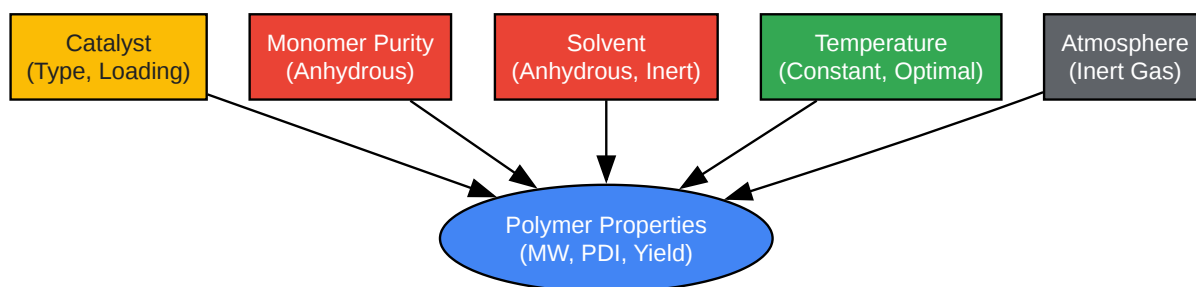 Catalyst
(Type, Loading)
Monomer Purity
(Anhydrous)
Solvent
(Anhydrous, Inert)
Temperature
(Constant, Optimal)
Atmosphere
(Inert Gas)
Polymer Properties
(MW, PDI, Yield)